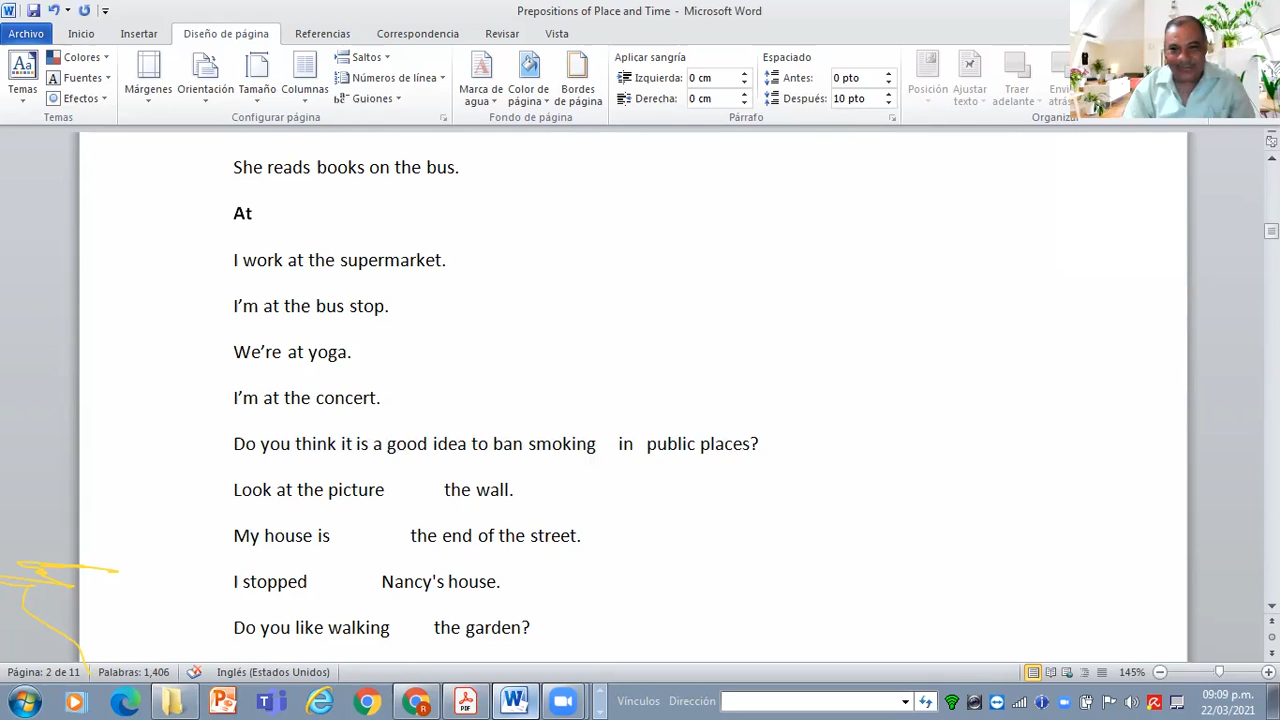 Prepositions of Place and Time - Microsoft Word
Archivo Inicio Insertar Diseño de página Referencias Correspondencia Revisar Vista
Temas
Colores
Fuentes
Efectos
Temas
Márgenes Orientación Tamaño Columnas
Saltos
Números de línea
Guiones
Configurar página
Marca de agua
Color de página
Bordes de página
Fondo de página
Aplicar sangría
Izquierda: 0 cm
Derecha: 0 cm
Espaciado
Antes: 0 pto
Después: 10 pto
Párrafo
Posición
Ajustar texto
Traer adelante
She reads books on the bus.
At
I work at the supermarket.
I’m at the bus stop.
We’re at yoga.
I’m at the concert.
Do you think it is a good idea to ban smoking in public places?
Look at the picture the wall.
My house is the end of the street.
I stopped Nancy's house.
Do you like walking the garden?
Página: 2 de 11 Palabras: 1,406 Inglés (Estados Unidos) 145%
Vínculos Dirección
09:09 p.m.
22/03/2021